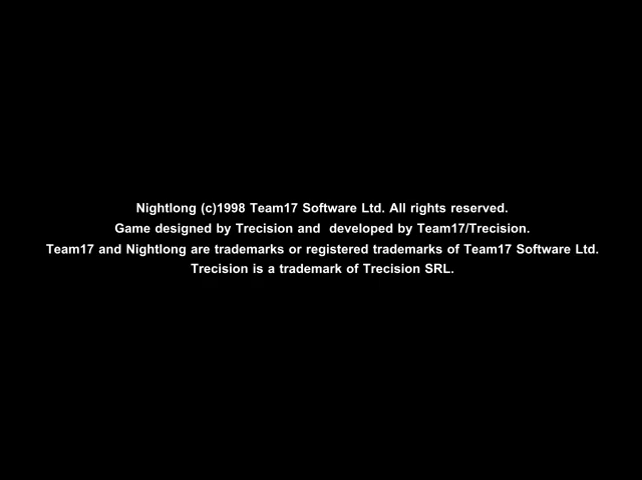 Nightlong (c)1998 Team17 Software Ltd. All rights reserved.
Game designed by Trecision and  developed by Team17/Trecision.
Team17 and Nightlong are trademarks or registered trademarks of Team17 Software Ltd.
Trecision is a trademark of Trecision SRL.